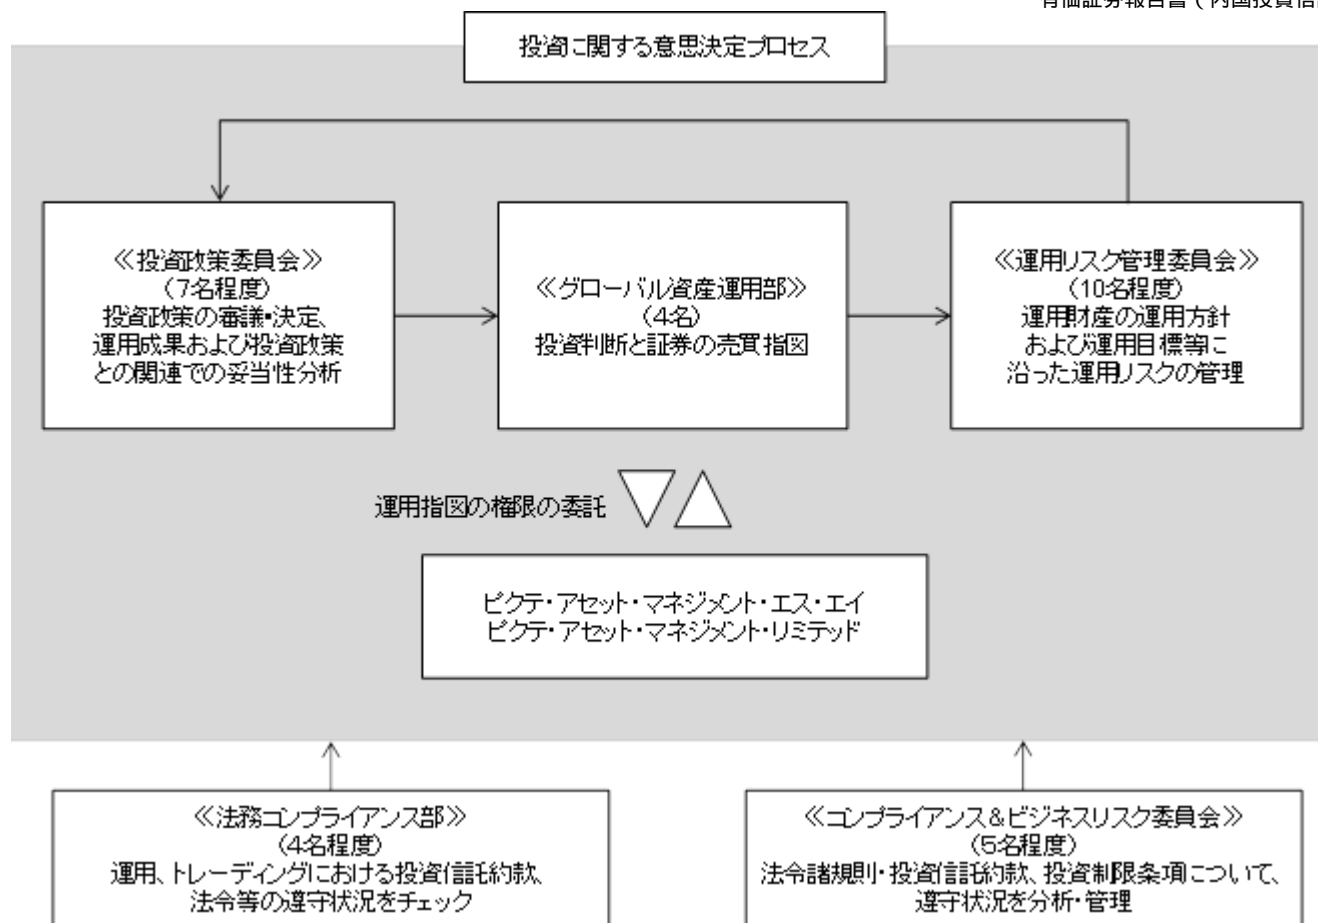 有価証券報告書（内国投資信
投資に関する意思決定プロセス
≪投資政策委員会≫
(7名程度)
投資政策の審議・決定、
運用成果および投資政策
との関連での妥当性分析
≪グローバル資産運用部≫
(4名)
投資判断と証券の売買指図
≪運用リスク管理委員会≫
(10名程度)
運用財産の運用方針
および運用目標等に
沿った運用リスクの管理
運用指図の権限の委託
ピクテ・アセット・マネジメント・エス・エイ
ピクテ・アセット・マネジメント・リミテッド
≪法務コンプライアンス部≫
(4名程度)
運用、トレーディングにおける投資信託約款、
法令等の遵守状況をチェック
≪コンプライアンス&ビジネスリスク委員会≫
(5名程度)
法令諸規則・投資信託約款、投資制限条項について、
遵守状況を分析・管理